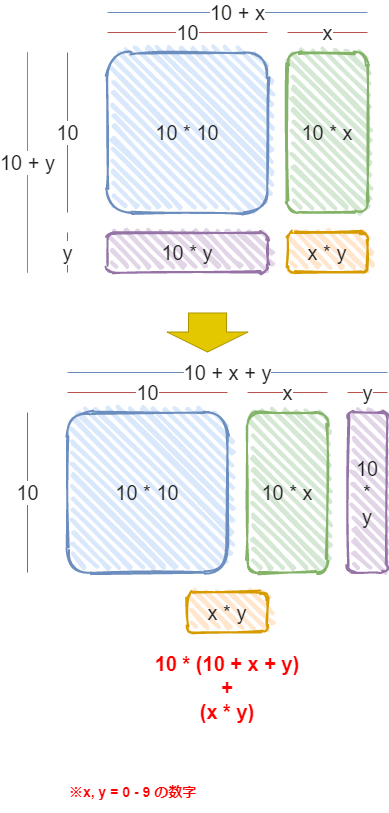 10 + x
10
x
10 + y
10
10 * 10
10 * x
y
10 * y
x * y
10 + x + y
10
x
y
10
10 * 10
10 * x
10
*
y
x * y
10 * (10 + x + y)
+
(x * y)
※x, y = 0 - 9 の数字